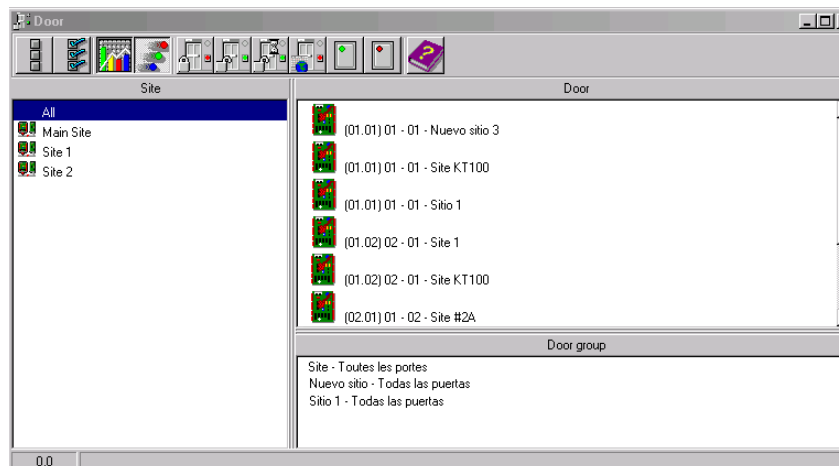 Door
Site
Door
All
Main Site
Site 1
Site 2
(01.01) 01 - 01 - Nuevo sitio 3
(01.01) 01 - 01 - Site KT100
(01.01) 01 - 01 - Sitio 1
(01.02) 02 - 01 - Site 1
(01.02) 02 - 01 - Site KT100
(02.01) 01 - 02 - Site #2A
Door group
Site - Toutes les portes
Nuevo sitio - Todas las puertas
Sitio 1 - Todas las puertas
0.0